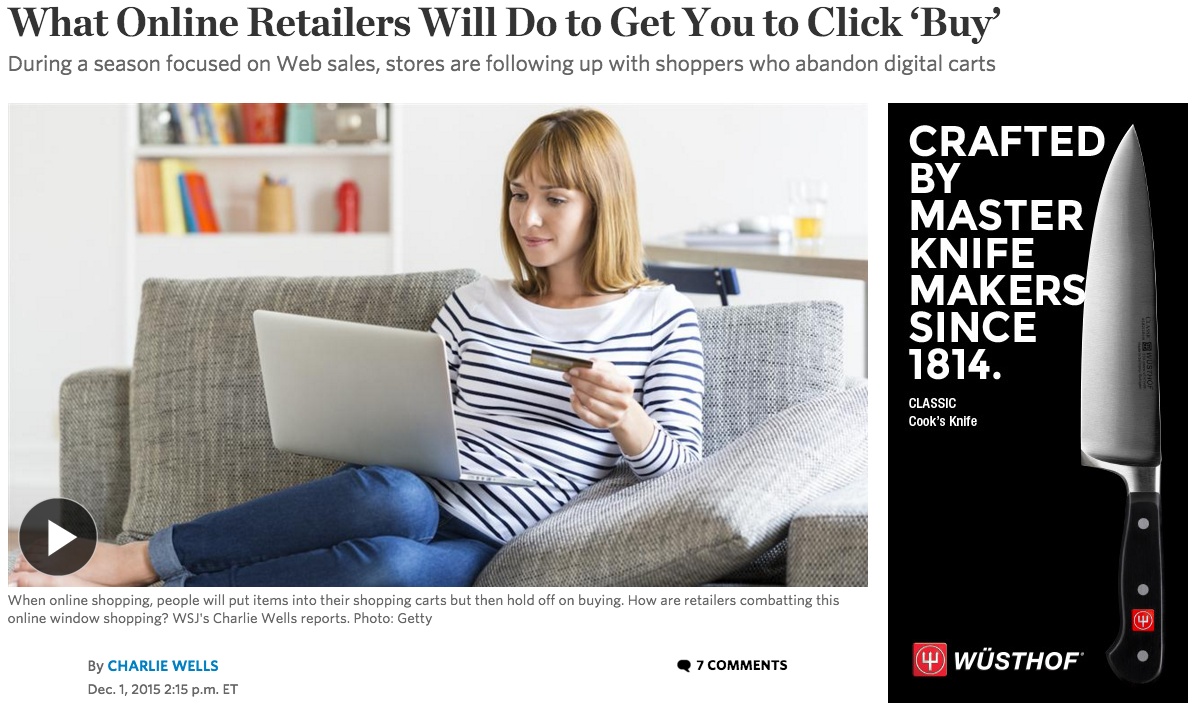 What Online Retailers Will Do to Get You to Click ‘Buy’
During a season focused on Web sales, stores are following up with shoppers who abandon digital carts
When online shopping, people will put items into their shopping carts but then hold off on buying. How are retailers combatting this
online window shopping? WSJ's Charlie Wells reports. Photo: Getty
By CHARLIE WELLS
7 COMMENTS
Dec. 1, 2015 2:15 p.m. ET
CRAFTED
BY
MASTER
KNIFE
MAKERS
SINCE
1814.
CLASSIC
Cook's Knife
WÜSTHOF